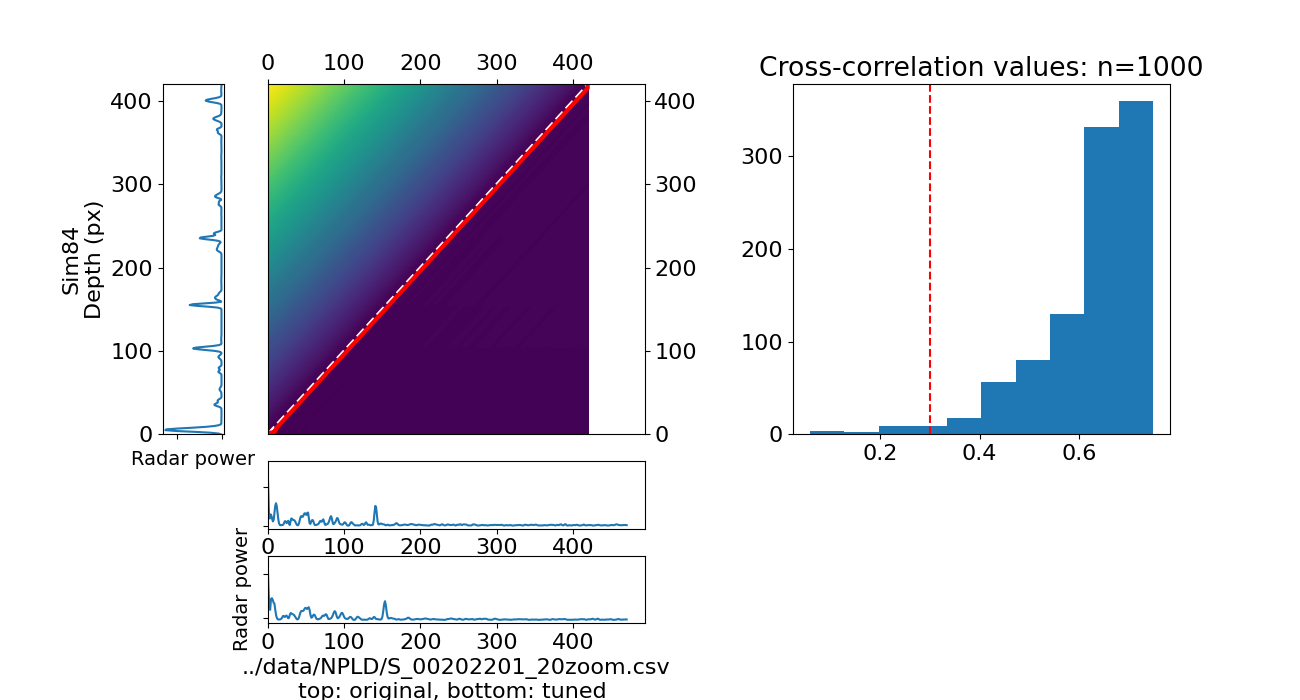 0 100 200 300 400
Cross-correlation values: n=1000
400
300
200
100
0
Sim84
Depth (px)
Radar power
400
300
200
100
0
300
200
100
0
0.2 0.4 0.6
0 100 200 300 400
Radar power
0 100 200 300 400
../data/NPLD/S_00202201_20zoom.csv
top: original, bottom: tuned